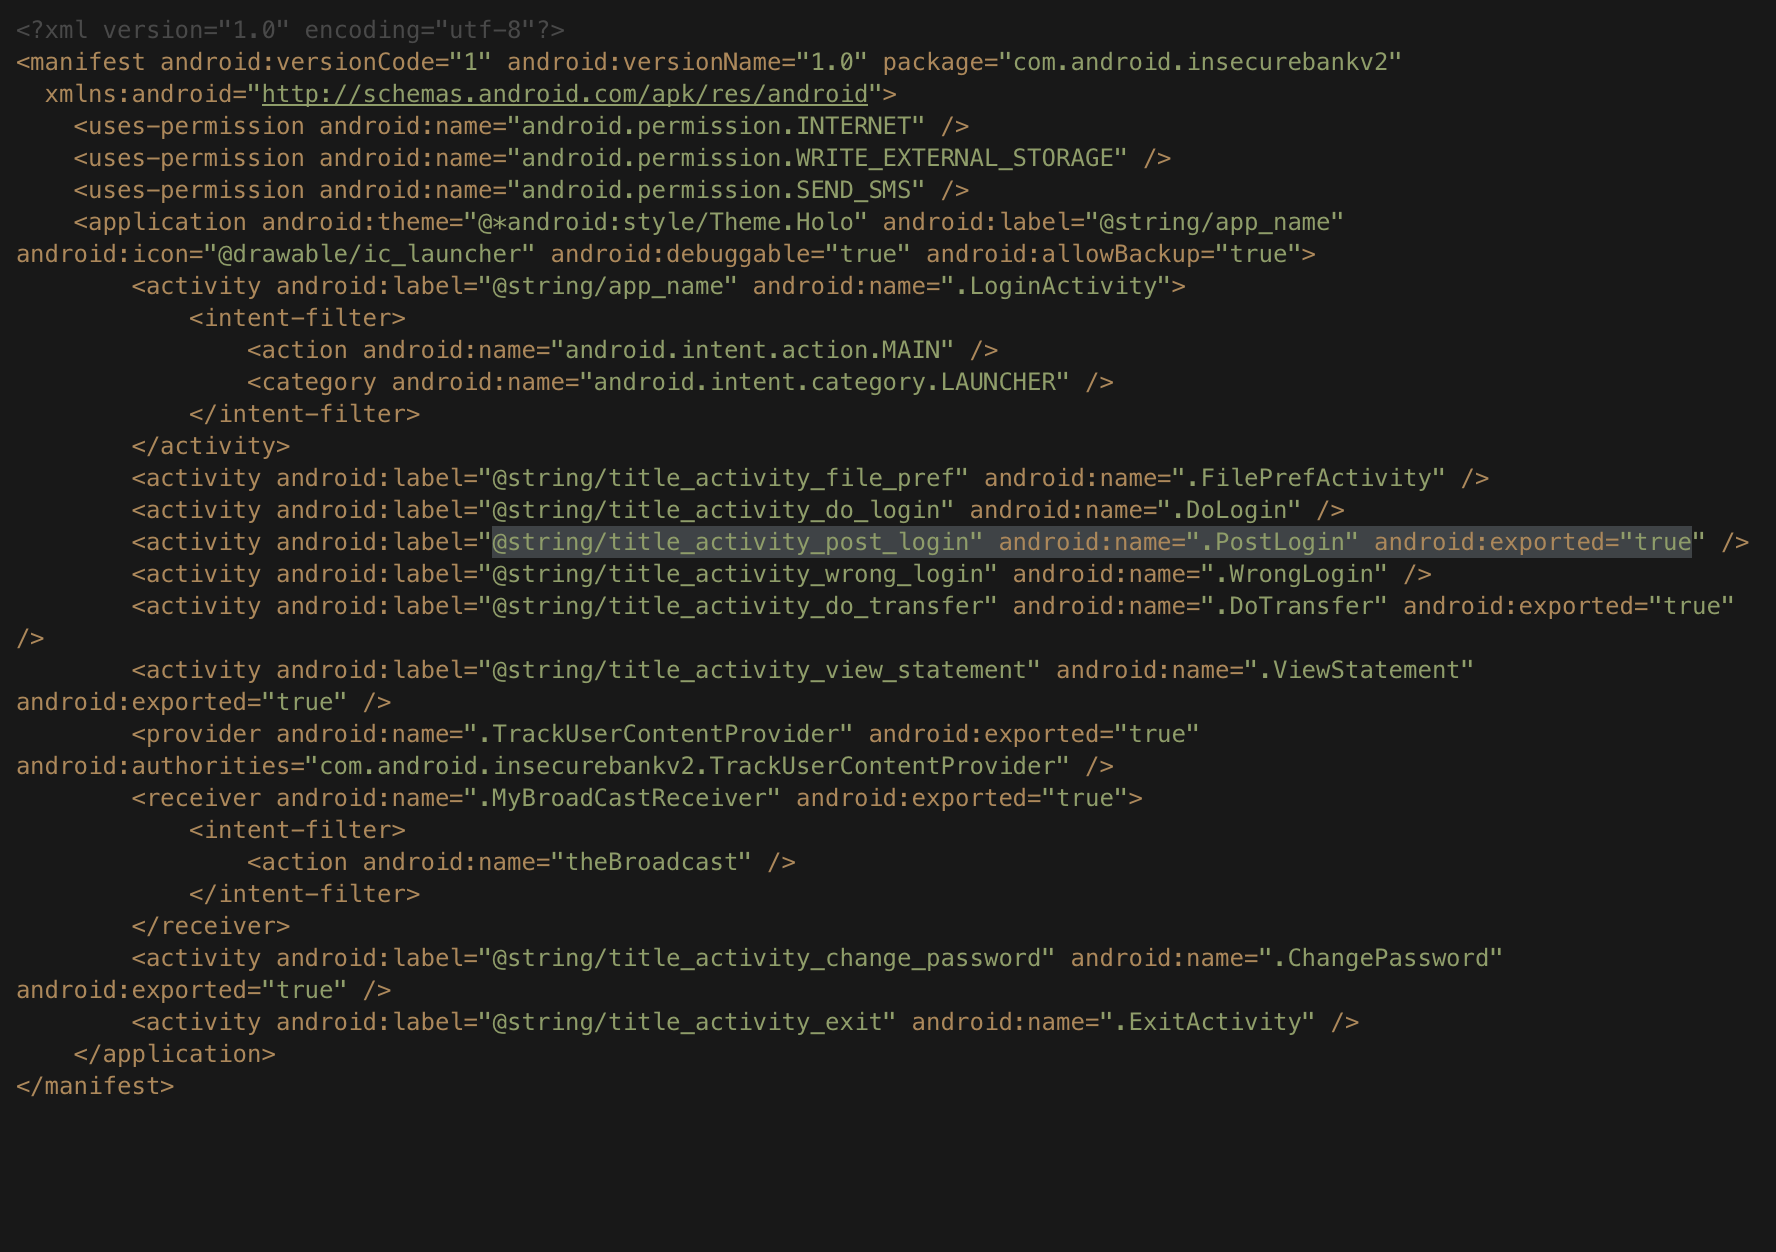 <?xml version="1.0" encoding="utf-8"?>
<manifest android:versionCode="1" android:versionName="1.0" package="com.android.insecurebankv2"
  xmlns:android="http://schemas.android.com/apk/res/android">
    <uses-permission android:name="android.permission.INTERNET" />
    <uses-permission android:name="android.permission.WRITE_EXTERNAL_STORAGE" />
    <uses-permission android:name="android.permission.SEND_SMS" />
    <application android:theme="@*android:style/Theme.Holo" android:label="@string/app_name"
android:icon="@drawable/ic_launcher" android:debuggable="true" android:allowBackup="true">
        <activity android:label="@string/app_name" android:name=".LoginActivity">
            <intent-filter>
                <action android:name="android.intent.action.MAIN" />
                <category android:name="android.intent.category.LAUNCHER" />
            </intent-filter>
        </activity>
        <activity android:label="@string/title_activity_file_pref" android:name=".FilePrefActivity" />
        <activity android:label="@string/title_activity_do_login" android:name=".DoLogin" />
        <activity android:label="@string/title_activity_post_login" android:name=".PostLogin" android:exported="true" />
        <activity android:label="@string/title_activity_wrong_login" android:name=".WrongLogin" />
        <activity android:label="@string/title_activity_do_transfer" android:name=".DoTransfer" android:exported="true"
/>
        <activity android:label="@string/title_activity_view_statement" android:name=".ViewStatement"
android:exported="true" />
        <provider android:name=".TrackUserContentProvider" android:exported="true"
android:authorities="com.android.insecurebankv2.TrackUserContentProvider" />
        <receiver android:name=".MyBroadCastReceiver" android:exported="true">
            <intent-filter>
                <action android:name="theBroadcast" />
            </intent-filter>
        </receiver>
        <activity android:label="@string/title_activity_change_password" android:name=".ChangePassword"
android:exported="true" />
        <activity android:label="@string/title_activity_exit" android:name=".ExitActivity" />
    </application>
</manifest>